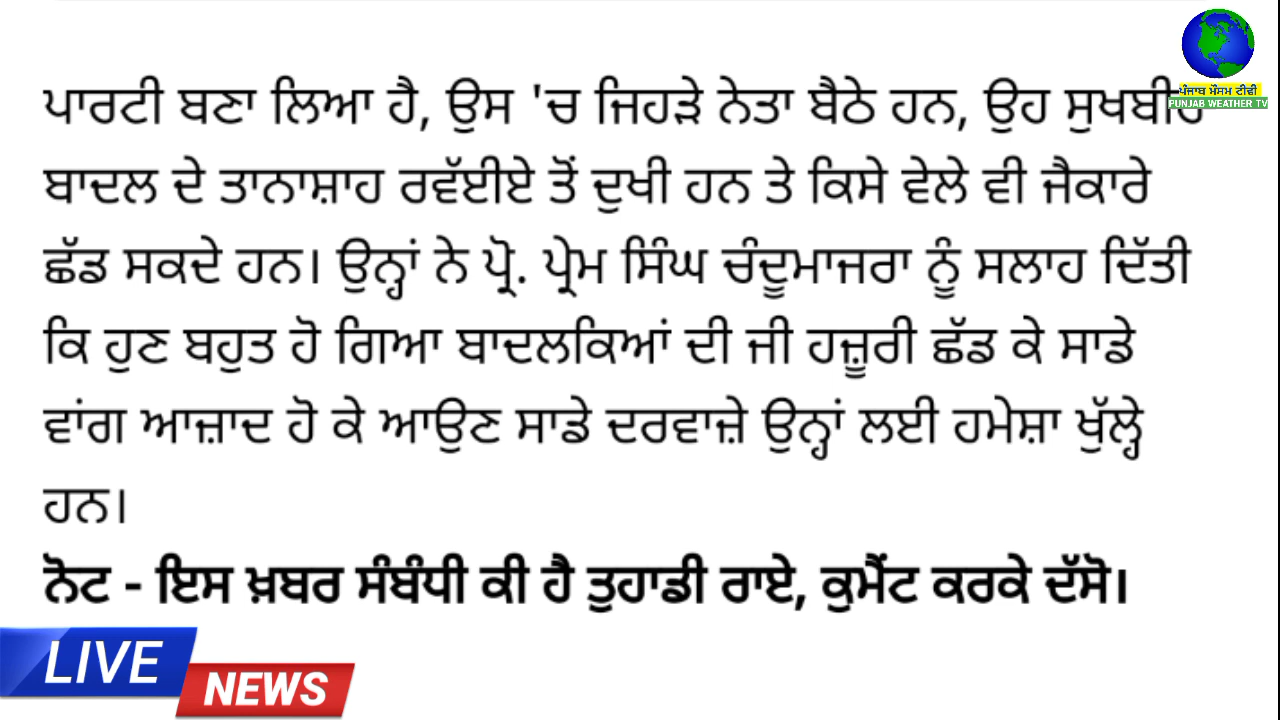 ਪਾਰਟੀ ਬਣਾ ਲਿਆ ਹੈ, ਉਸ 'ਚ ਜਿਹੜੇ ਨੇਤਾ ਬੈਠੇ ਹਨ, ਉਹ ਸੁਖਬੀਰ
ਬਾਦਲ ਦੇ ਤਾਨਾਸ਼ਾਹ ਰਵੱਈਏ ਤੋਂ ਦੁਖੀ ਹਨ ਤੇ ਕਿਸੇ ਵੇਲੇ ਵੀ ਜੈਕਾਰੇ
ਛੱਡ ਸਕਦੇ ਹਨ। ਉਨ੍ਹਾਂ ਨੇ ਪ੍ਰੋ. ਪ੍ਰੇਮ ਸਿੰਘ ਚੰਦੂਮਾਜਰਾ ਨੂੰ ਸਲਾਹ ਦਿੱਤੀ
ਕਿ ਹੁਣ ਬਹੁਤ ਹੋ ਗਿਆ ਬਾਦਲਕਿਆਂ ਦੀ ਜੀ ਹਜ਼ੂਰੀ ਛੱਡ ਕੇ ਸਾਡੇ
ਵਾਂਗ ਆਜ਼ਾਦ ਹੋ ਕੇ ਆਉਣ ਸਾਡੇ ਦਰਵਾਜ਼ੇ ਉਨ੍ਹਾਂ ਲਈ ਹਮੇਸ਼ਾ ਖੁੱਲ੍ਹੇ
ਹਨ।
ਨੋਟ - ਇਸ ਖ਼ਬਰ ਸੰਬੰਧੀ ਕੀ ਹੈ ਤੁਹਾਡੀ ਰਾਏ, ਕੁਮੈਂਟ ਕਰਕੇ ਦੱਸੋ।
ਪੰਜਾਬ ਮੌਸਮ ਟੀਵੀ
PUNJAB WEATHER TV
LIVE
NEWS